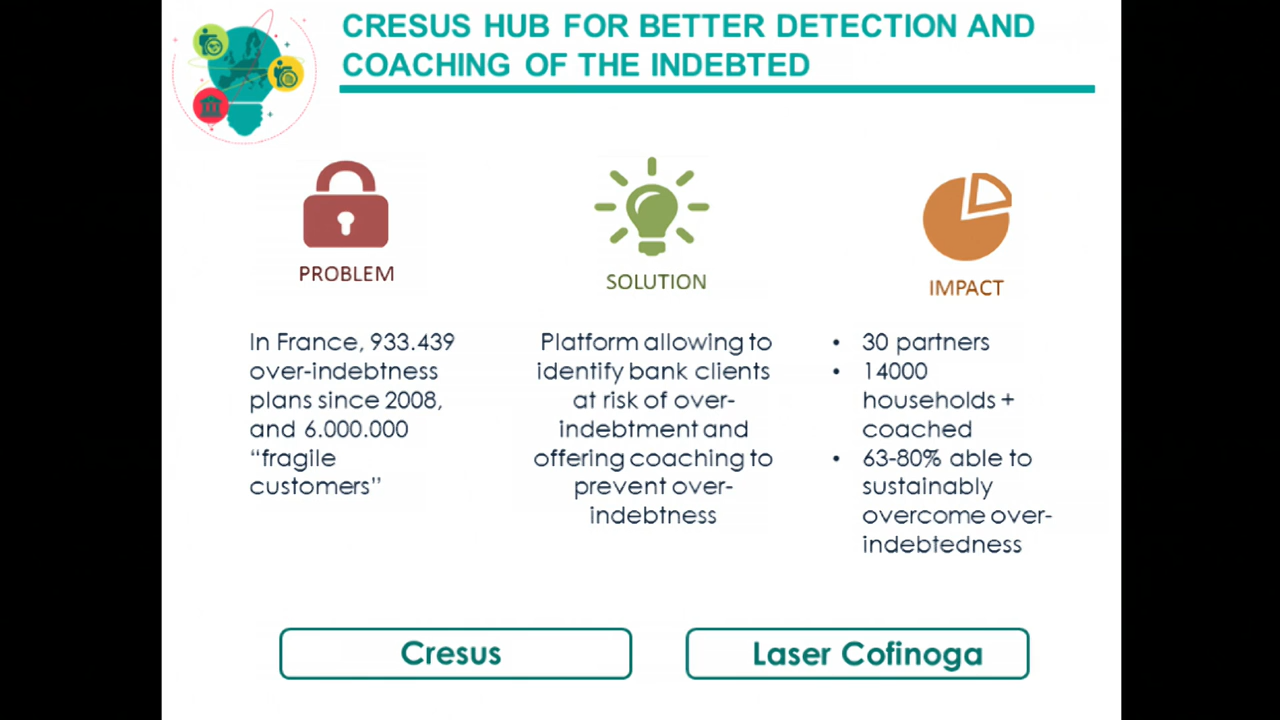 CRESUS HUB FOR BETTER DETECTION AND
COACHING OF THE INDEBTED
PROBLEM
In France, 933.439
over-indebtness
plans since 2008,
and 6.000.000
“fragile
customers”
SOLUTION
Platform allowing to
identify bank clients
at risk of over-
indebtment and
offering coaching to
prevent over-
indebtness
IMPACT
• 30 partners
• 14000
households +
coached
• 63-80% able to
sustainably
overcome over-
indebtedness
Cresus
Laser Cofinoga